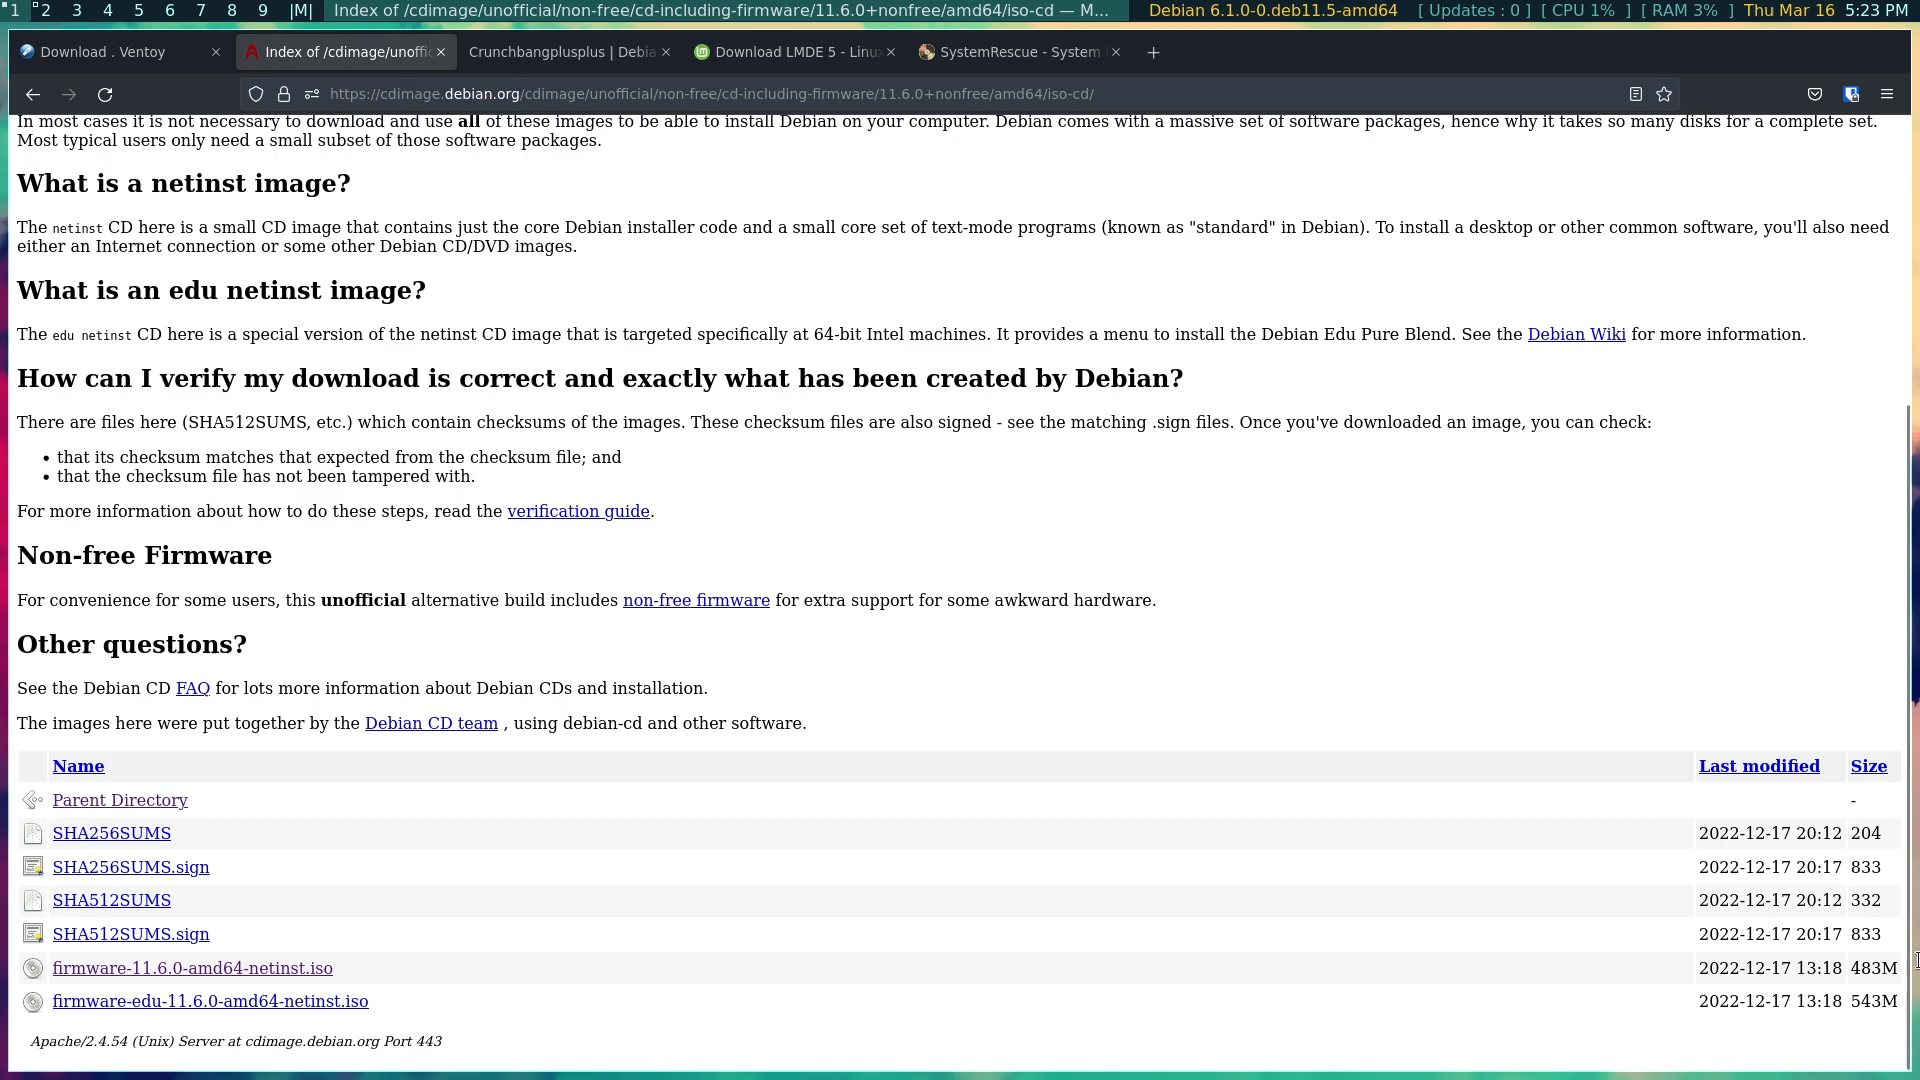 1 2 3 4 5 6 7 8 9 |M| Index of /cdimage/unofficial/non-free/cd-including-firmware/11.6.0+nonfree/amd64/iso-cd — M... Debian 6.1.0-0.deb11.5-amd64 [ Updates : 0 ] [ CPU 1% ] [ RAM 3% ] Thu Mar 16 5:23 PM
Download . Ventoy Index of /cdimage/unoffic Crunchbangplusplus | Debia Download LMDE 5 - Linu SystemRescue - System
https://cdimage.debian.org/cdimage/unofficial/non-free/cd-including-firmware/11.6.0+nonfree/amd64/iso-cd/
In most cases it is not necessary to download and use all of these images to be able to install Debian on your computer. Debian comes with a massive set of software packages, hence why it takes so many disks for a complete set.
Most typical users only need a small subset of those software packages.
What is a netinst image?
The netinst CD here is a small CD image that contains just the core Debian installer code and a small core set of text-mode programs (known as "standard" in Debian). To install a desktop or other common software, you'll also need
either an Internet connection or some other Debian CD/DVD images.
What is an edu netinst image?
The edu netinst CD here is a special version of the netinst CD image that is targeted specifically at 64-bit Intel machines. It provides a menu to install the Debian Edu Pure Blend. See the Debian Wiki for more information.
How can I verify my download is correct and exactly what has been created by Debian?
There are files here (SHA512SUMS, etc.) which contain checksums of the images. These checksum files are also signed - see the matching .sign files. Once you've downloaded an image, you can check:
• that its checksum matches that expected from the checksum file; and
• that the checksum file has not been tampered with.
For more information about how to do these steps, read the verification guide.
Non-free Firmware
For convenience for some users, this unofficial alternative build includes non-free firmware for extra support for some awkward hardware.
Other questions?
See the Debian CD FAQ for lots more information about Debian CDs and installation.
The images here were put together by the Debian CD team , using debian-cd and other software.
Name Last modified Size
Parent Directory -
SHA256SUMS 2022-12-17 20:12 204
SHA256SUMS.sign 2022-12-17 20:17 833
SHA512SUMS 2022-12-17 20:12 332
SHA512SUMS.sign 2022-12-17 20:17 833
firmware-11.6.0-amd64-netinst.iso 2022-12-17 13:18 483M
firmware-edu-11.6.0-amd64-netinst.iso 2022-12-17 13:18 543M
Apache/2.4.54 (Unix) Server at cdimage.debian.org Port 443